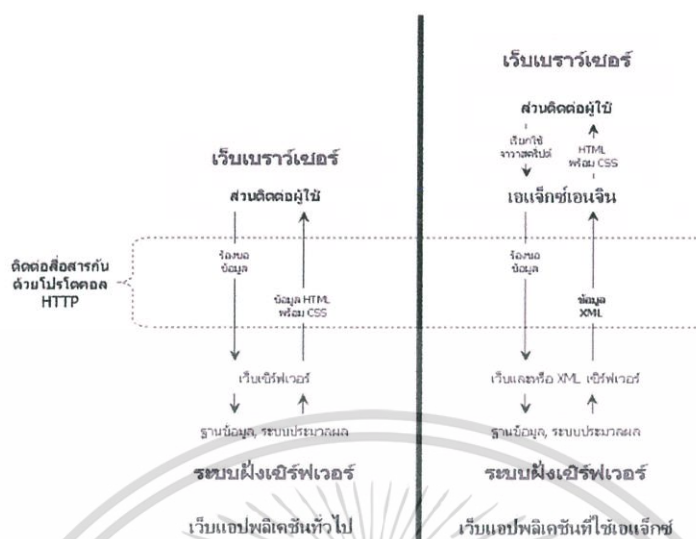 เว็บเบราว์เซอร์
ส่วนติดต่อผู้ใช้
ร้องขอ
ข้อมูล
ข้อมูล HTML
พร้อม CSS
เว็บเซิร์ฟเวอร์
ฐานข้อมูล, ระบบประมวลผล
ระบบฝั่งเซิร์ฟเวอร์
เว็บแอปพลิเคชันทั่วไป
ติดต่อสื่อสารกัน
ด้วยโปรโตคอล
HTTP
เว็บเบราว์เซอร์
ส่วนติดต่อผู้ใช้
เรียกใช้
จาวาสคริปต์
HTML
พร้อม CSS
เอแจ็กซ์เอนจิน
ร้องขอ
ข้อมูล
ข้อมูล
XML
เว็บและหรือ XML เซิร์ฟเวอร์
ฐานข้อมูล, ระบบประมวลผล
ระบบฝั่งเซิร์ฟเวอร์
เว็บแอปพลิเคชันที่ใช้เอแจ็กซ์